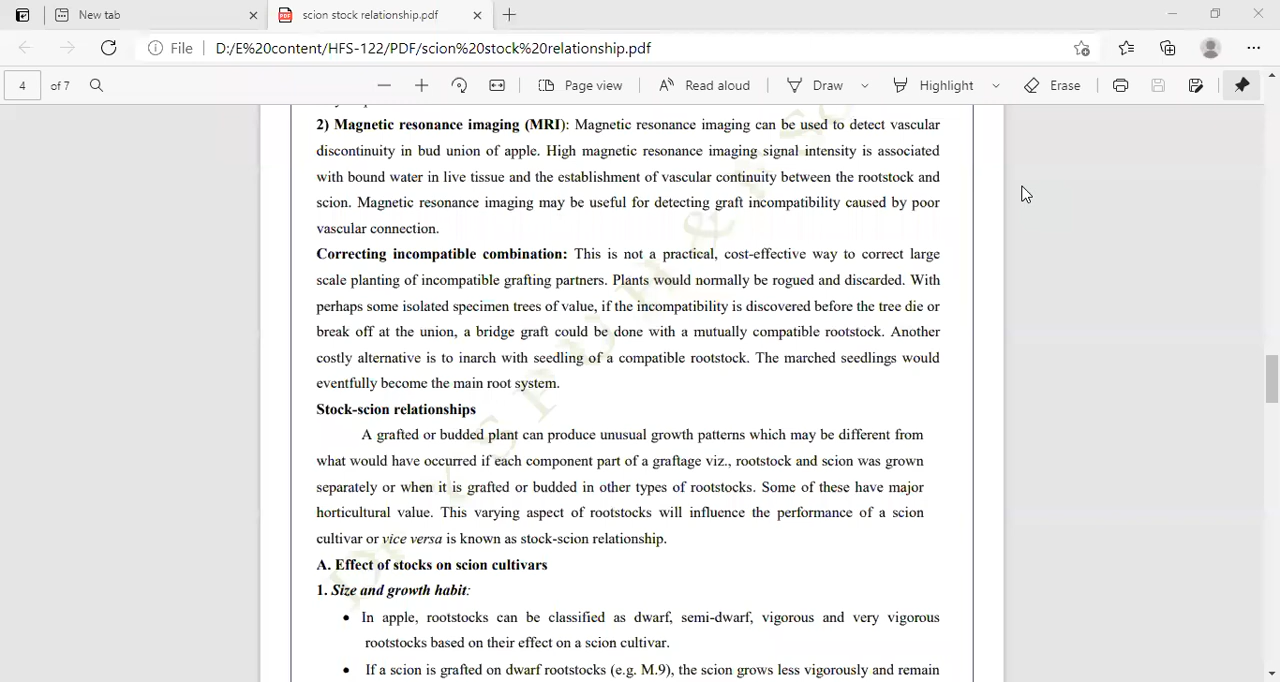 New tab
scion stock relationship.pdf
File
D:/E%20content/HFS-122/PDF/scion%20stock%20relationship.pdf
4 of 7
Page view
Read aloud
Draw
Highlight
Erase
2) Magnetic resonance imaging (MRI): Magnetic resonance imaging can be used to detect vascular
discontinuity in bud union of apple. High magnetic resonance imaging signal intensity is associated
with bound water in live tissue and the establishment of vascular continuity between the rootstock and
scion. Magnetic resonance imaging may be useful for detecting graft incompatibility caused by poor
vascular connection.
Correcting incompatible combination: This is not a practical, cost-effective way to correct large
scale planting of incompatible grafting partners. Plants would normally be rogued and discarded. With
perhaps some isolated specimen trees of value, if the incompatibility is discovered before the tree die or
break off at the union, a bridge graft could be done with a mutually compatible rootstock. Another
costly alternative is to inarch with seedling of a compatible rootstock. The marched seedlings would
eventfully become the main root system.
Stock-scion relationships
A grafted or budded plant can produce unusual growth patterns which may be different from
what would have occurred if each component part of a graftage viz., rootstock and scion was grown
separately or when it is grafted or budded in other types of rootstocks. Some of these have major
horticultural value. This varying aspect of rootstocks will influence the performance of a scion
cultivar or vice versa is known as stock-scion relationship.
A. Effect of stocks on scion cultivars
1. Size and growth habit:
• In apple, rootstocks can be classified as dwarf, semi-dwarf, vigorous and very vigorous
rootstocks based on their effect on a scion cultivar.
• If a scion is grafted on dwarf rootstocks (e.g. M.9), the scion grows less vigorously and remain